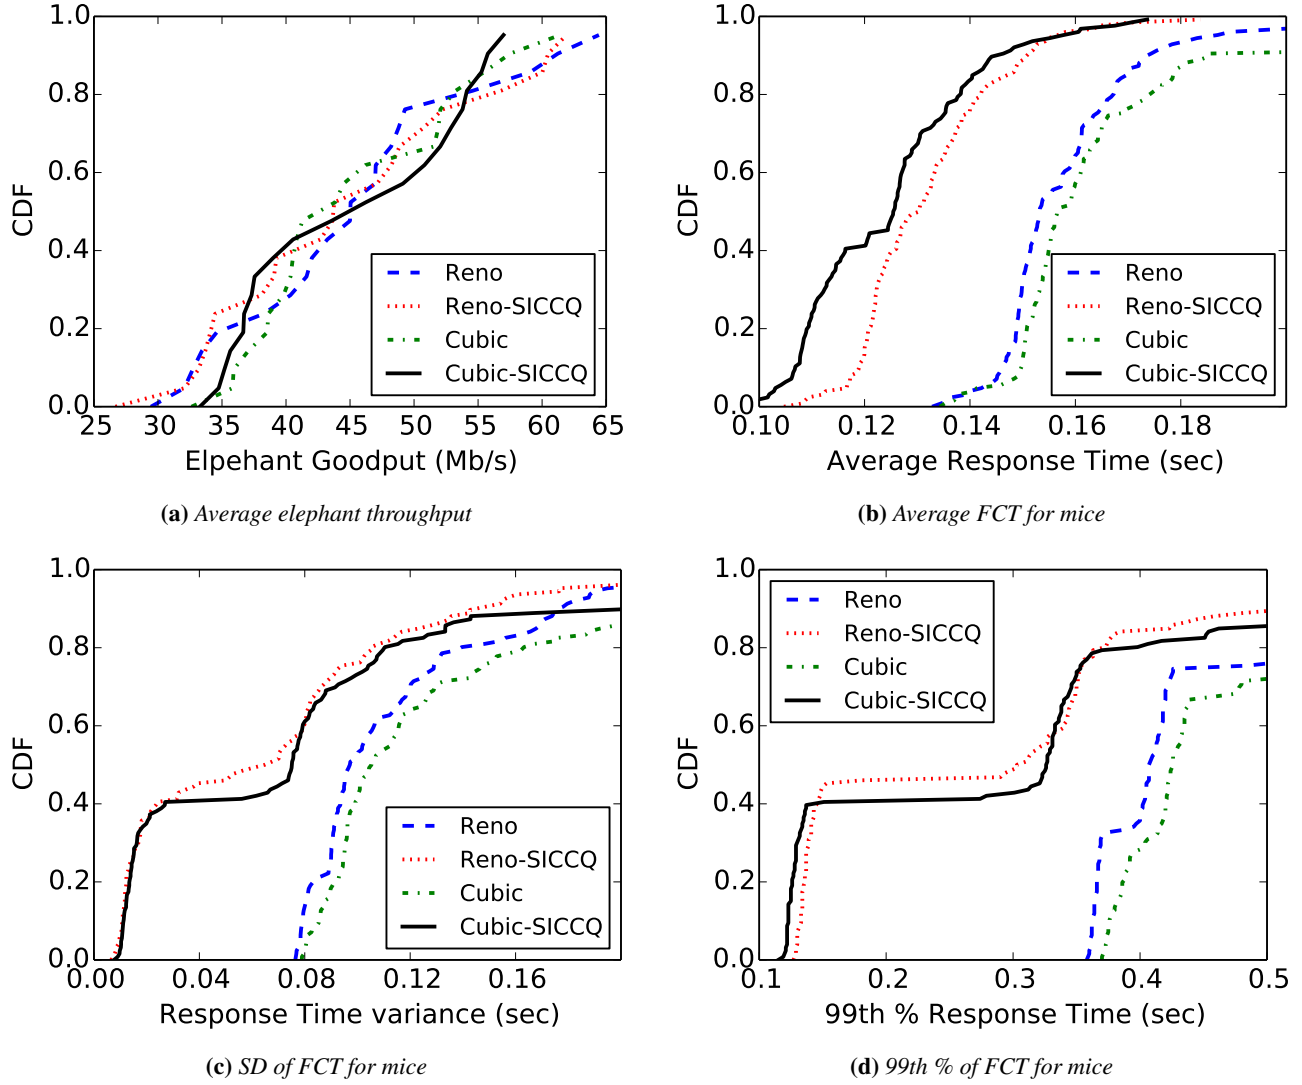 1.0
0.8
0.6
0.4
0.2
0.0
CDF
25 30 35 40 45 50 55 60 65
Elpehant Goodput (Mb/s)
Reno
Reno-SICCQ
Cubic
Cubic-SICCQ
(a) Average elephant throughput
1.0
0.8
0.6
0.4
0.2
0.0
CDF
0.10 0.12 0.14 0.16 0.18
Average Response Time (sec)
Reno
Reno-SICCQ
Cubic
Cubic-SICCQ
(b) Average FCT for mice
1.0
0.8
0.6
0.4
0.2
0.0
CDF
0.00 0.04 0.08 0.12 0.16
Response Time variance (sec)
Reno
Reno-SICCQ
Cubic
Cubic-SICCQ
(c) SD of FCT for mice
1.0
0.8
0.6
0.4
0.2
0.0
CDF
0.1 0.2 0.3 0.4 0.5
99th % Response Time (sec)
Reno
Reno-SICCQ
Cubic
Cubic-SICCQ
(d) 99th % of FCT for mice